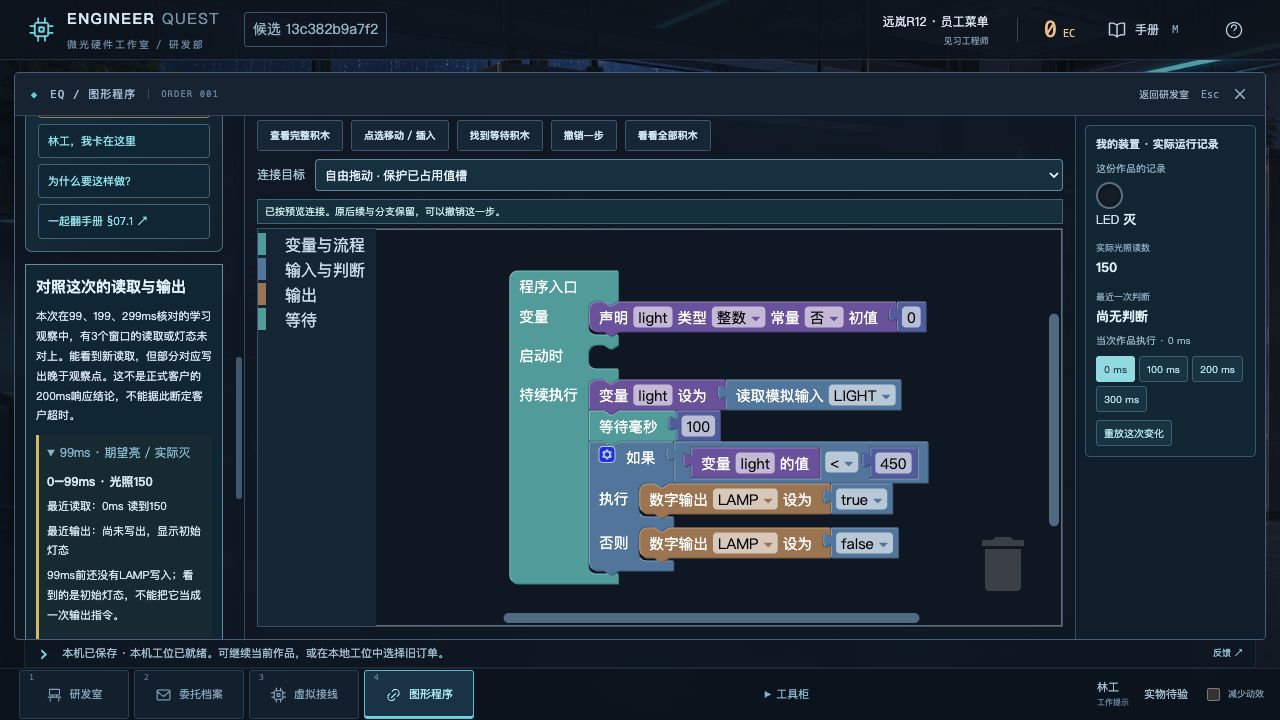 ENGINEER QUEST
微光硬件工作室 / 研发部
候选 13c382b9a7f2
远岚R12 · 员工菜单
见习工程师
0 EC
手册 M
?
EQ / 图形程序 | ORDER 001
返回研发室 Esc
林工，我卡在这里
为什么要这样做?
一起翻手册 §07.1 ↗
对照这次的读取与输出
本次在99、199、299ms核对的学习
观察中，有3个窗口的读取或灯态未
对上。能看到新读取，但部分对应写
出晚于观察点。这不是正式客户的
200ms响应结论，不能据此断定客
户超时。
▼ 99ms · 期望亮 / 实际灭
0—99ms · 光照150
最近读取：0ms 读到150
最近输出：尚未写出，显示初始
灯态
99ms前还没有LAMP写入；看
到的是初始灯态，不能把它当成
一次输出指令。
查看完整积木
点选移动 / 插入
找到等待积木
撤销一步
看看全部积木
连接目标
自由拖动 · 保护已占用值槽
已按预览连接。原后续与分支保留，可以撤销这一步。
变量与流程
输入与判断
输出
等待
程序入口
变量 声明 light 类型 整数 常量 否 初值 0
启动时
持续执行 变量 light 设为 读取模拟输入 LIGHT
等待毫秒 100
如果 变量 light 的值 < 450
执行 数字输出 LAMP 设为 true
否则 数字输出 LAMP 设为 false
我的装置 · 实际运行记录
这份作品的记录
LED 灭
实际光照读数
150
最近一次判断
尚无判断
当次作品执行 · 0 ms
0 ms
100 ms
200 ms
300 ms
重放这次变化
本机已保存 · 本机工位已就绪。可继续当前作品，或在本地工位中选择旧订单。
反馈 ↗
1 研发室
2 委托档案
3 虚拟接线
4 图形程序
▶ 工具柜
林工
工作提示
实物待验
减少动效